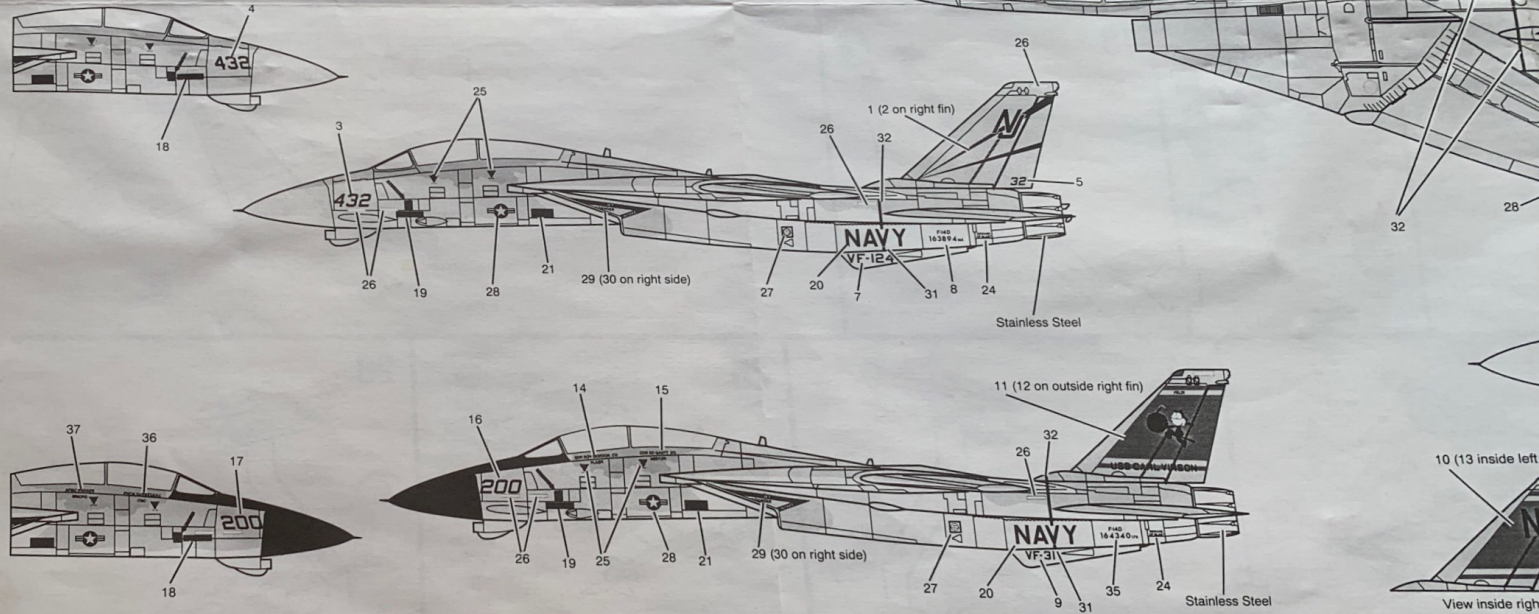 4
432
18
26
25
1 (2 on right fin)
26
32
3
N
432
32
5
32
28
NAVY
F14D
163894
VF-124
26
19
28
21
29 (30 on right side)
27
20
7
31
8
24
Stainless Steel
14
15
11 (12 on outside right fin)
16
FELIX
37
36
17
32
26
USS CARL VINSON
10 (13 inside left
200
200
NAVY
F14D
164340
VF-31
18
26
19
25
28
21
29 (30 on right side)
27
20
9
31
35
24
Stainless Steel
View inside righ